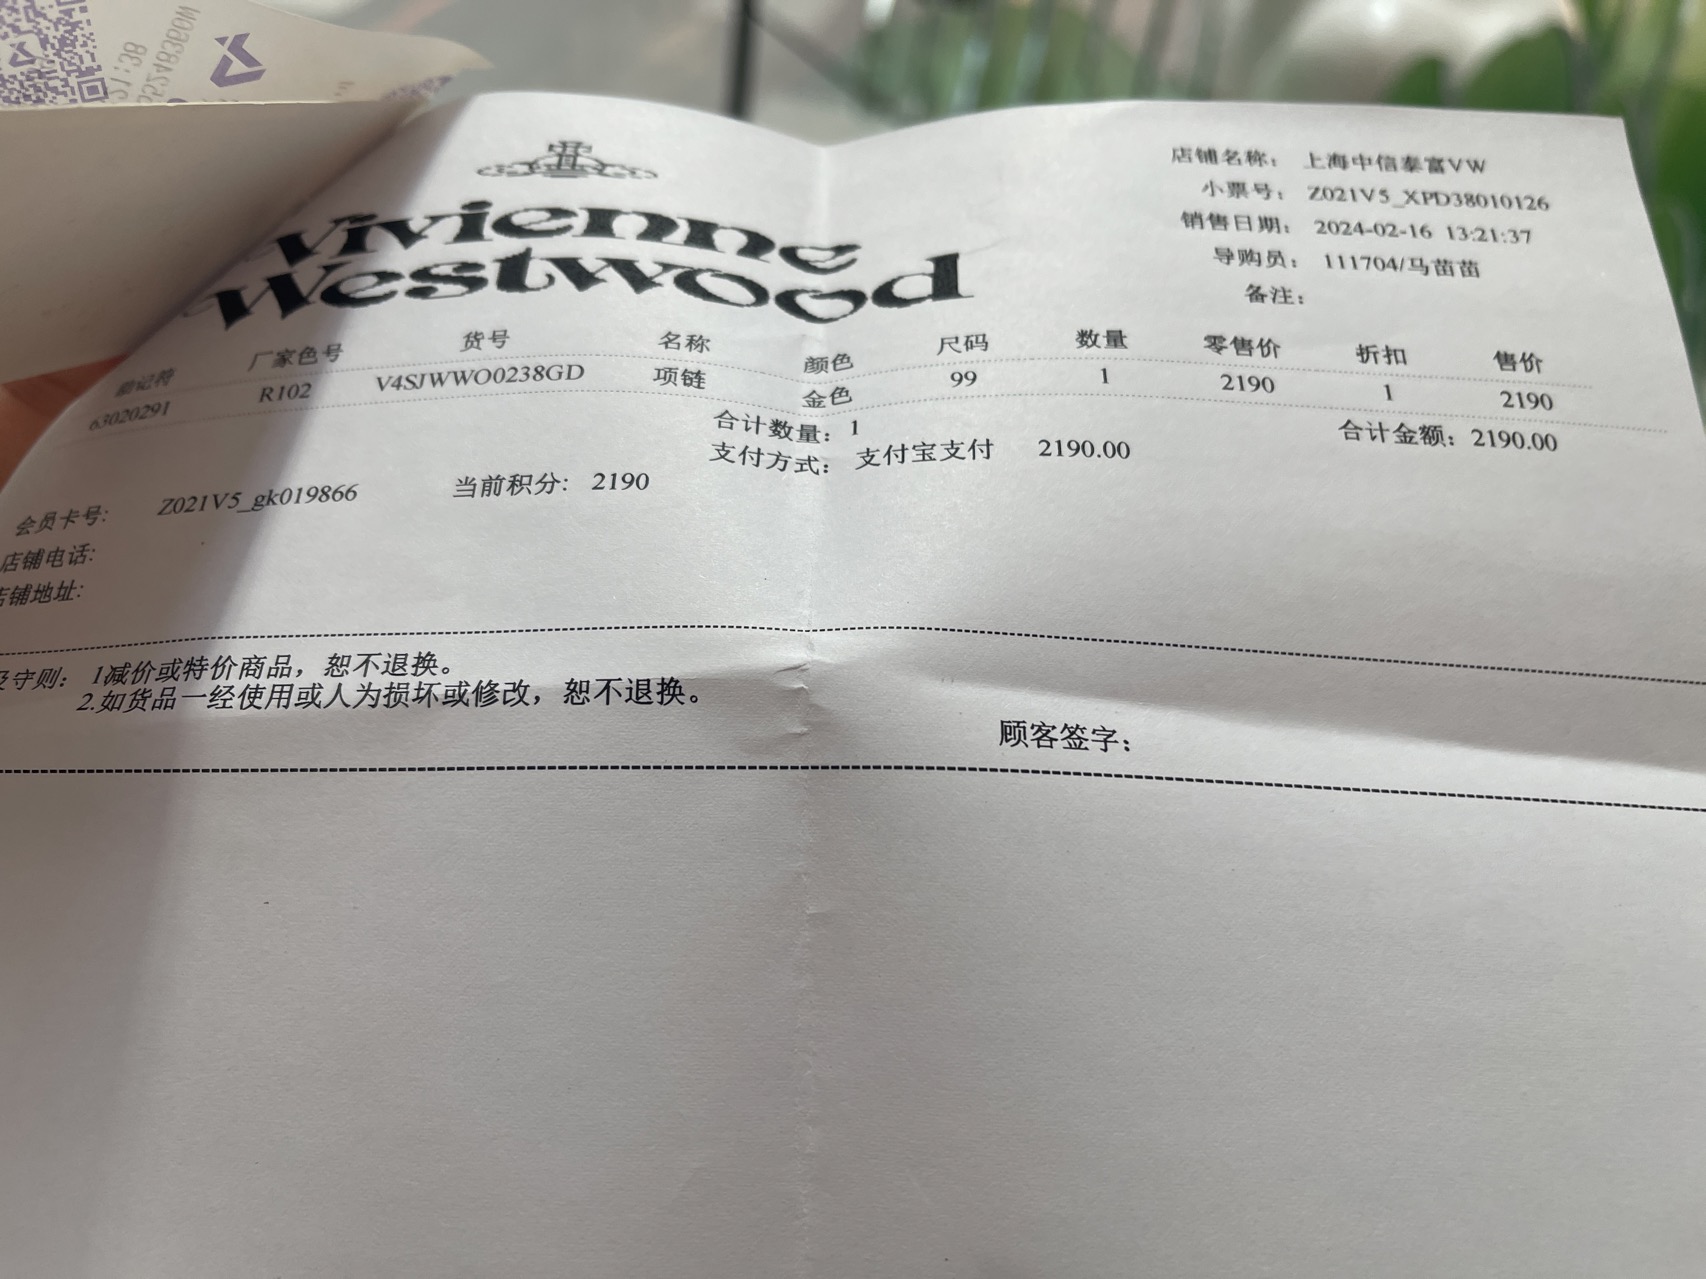 Vivienne
Westwood
店铺名称： 上海中信泰富VW
小票号： Z021V5_XPD38010126
销售日期： 2024-02-16 13:21:37
导购员： 111704/马苗苗
备注：
助记符 厂家色号 货号 名称 颜色 尺码 数量 零售价 折扣 售价
63020291 R102 V4SJWWO0238GD 项链 金色 99 1 2190 1 2190
合计数量： 1 合计金额：2190.00
支付方式： 支付宝支付 2190.00
会员卡号: Z021V5_gk019866 当前积分: 2190
店铺电话:
店铺地址:
守则： 1减价或特价商品，恕不退换。
2.如货品一经使用或人为损坏或修改，恕不退换。
顾客签字：